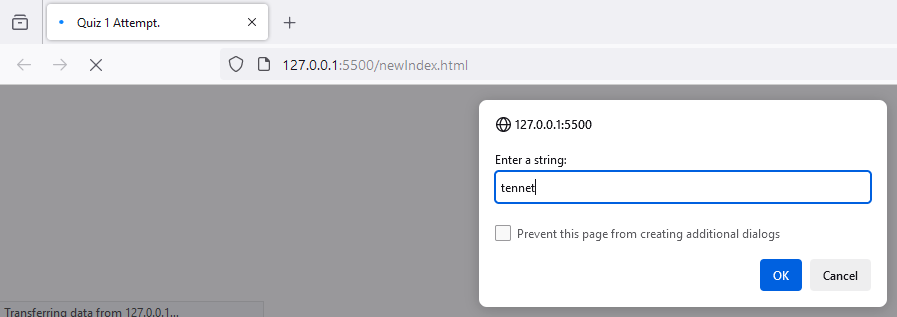 Quiz 1 Attempt.
127.0.0.1:5500/newIndex.html
127.0.0.1:5500
Enter a string:
tennet
Prevent this page from creating additional dialogs
OK Cancel
Transferring data from 127.0.0.1...